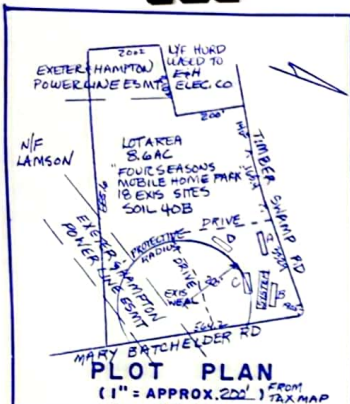 200±
N/F HURD
LEASED TO
E&H
ELEC. CO
EXETER & HAMPTON
POWERLINE ESMT
200'
N/F
LAMSON
LOT AREA
8.6 AC
"FOUR SEASONS
MOBILE HOME PARK"
18 EXIS SITES
SOIL 40B
TIMBER SWAMP RD
DRIVE
PROTECTIVE
RADIUS
DRIVE
EXETER & HAMPTON
POWER LINE ESMT
EXIS
WELL
D
A
B
C
SYSTEM
MARY BATCHELDER RD
PLOT PLAN
(1" = APPROX. 200') FROM
TAX MAP